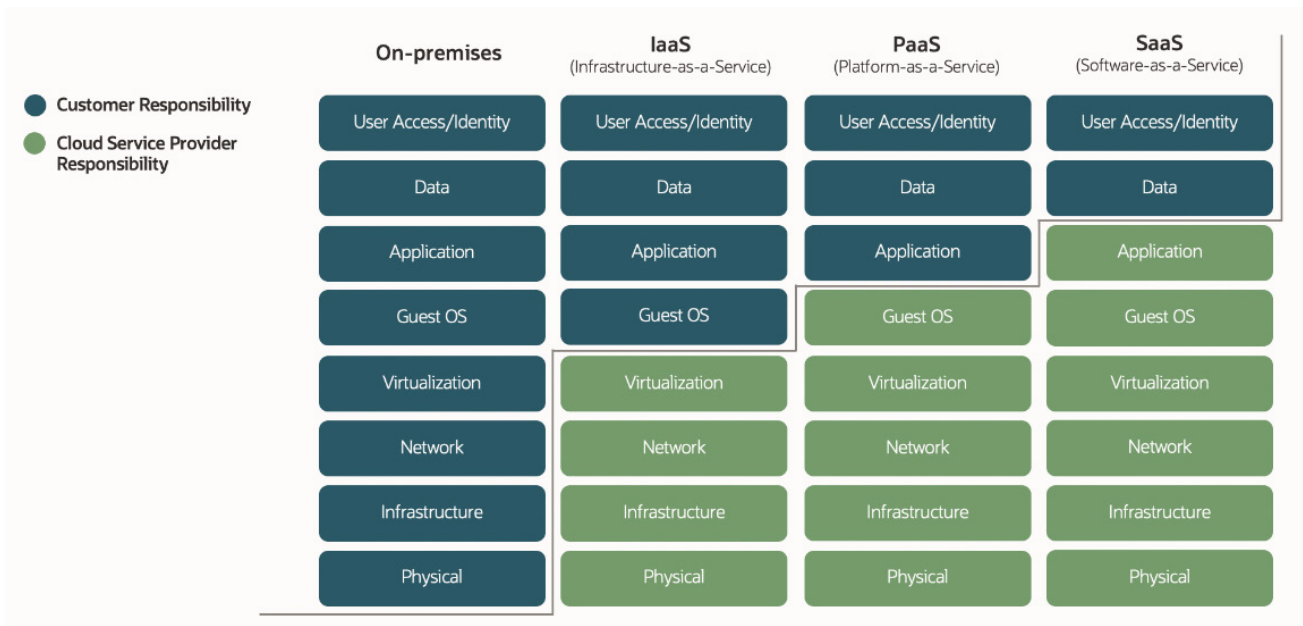 On-premises
IaaS
(Infrastructure-as-a-Service)
PaaS
(Platform-as-a-Service)
SaaS
(Software-as-a-Service)
Customer Responsibility
Cloud Service Provider
Responsibility
User Access/Identity
User Access/Identity
User Access/Identity
User Access/Identity
Data
Data
Data
Data
Application
Application
Application
Application
Guest OS
Guest OS
Guest OS
Guest OS
Virtualization
Virtualization
Virtualization
Virtualization
Network
Network
Network
Network
Infrastructure
Infrastructure
Infrastructure
Infrastructure
Physical
Physical
Physical
Physical